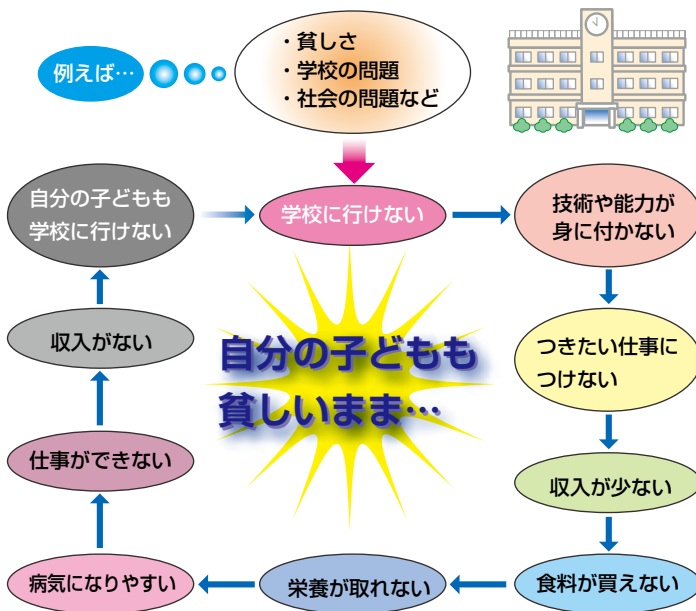 例えば…
・貧しさ
・学校の問題
・社会の問題など
学校に行けない
技術や能力が
身に付かない
つきたい仕事に
つけない
収入が少ない
食料が買えない
栄養が取れない
病気になりやすい
仕事ができない
収入がない
自分の子どもも
学校に行けない
自分の子どもも
貧しいまま…